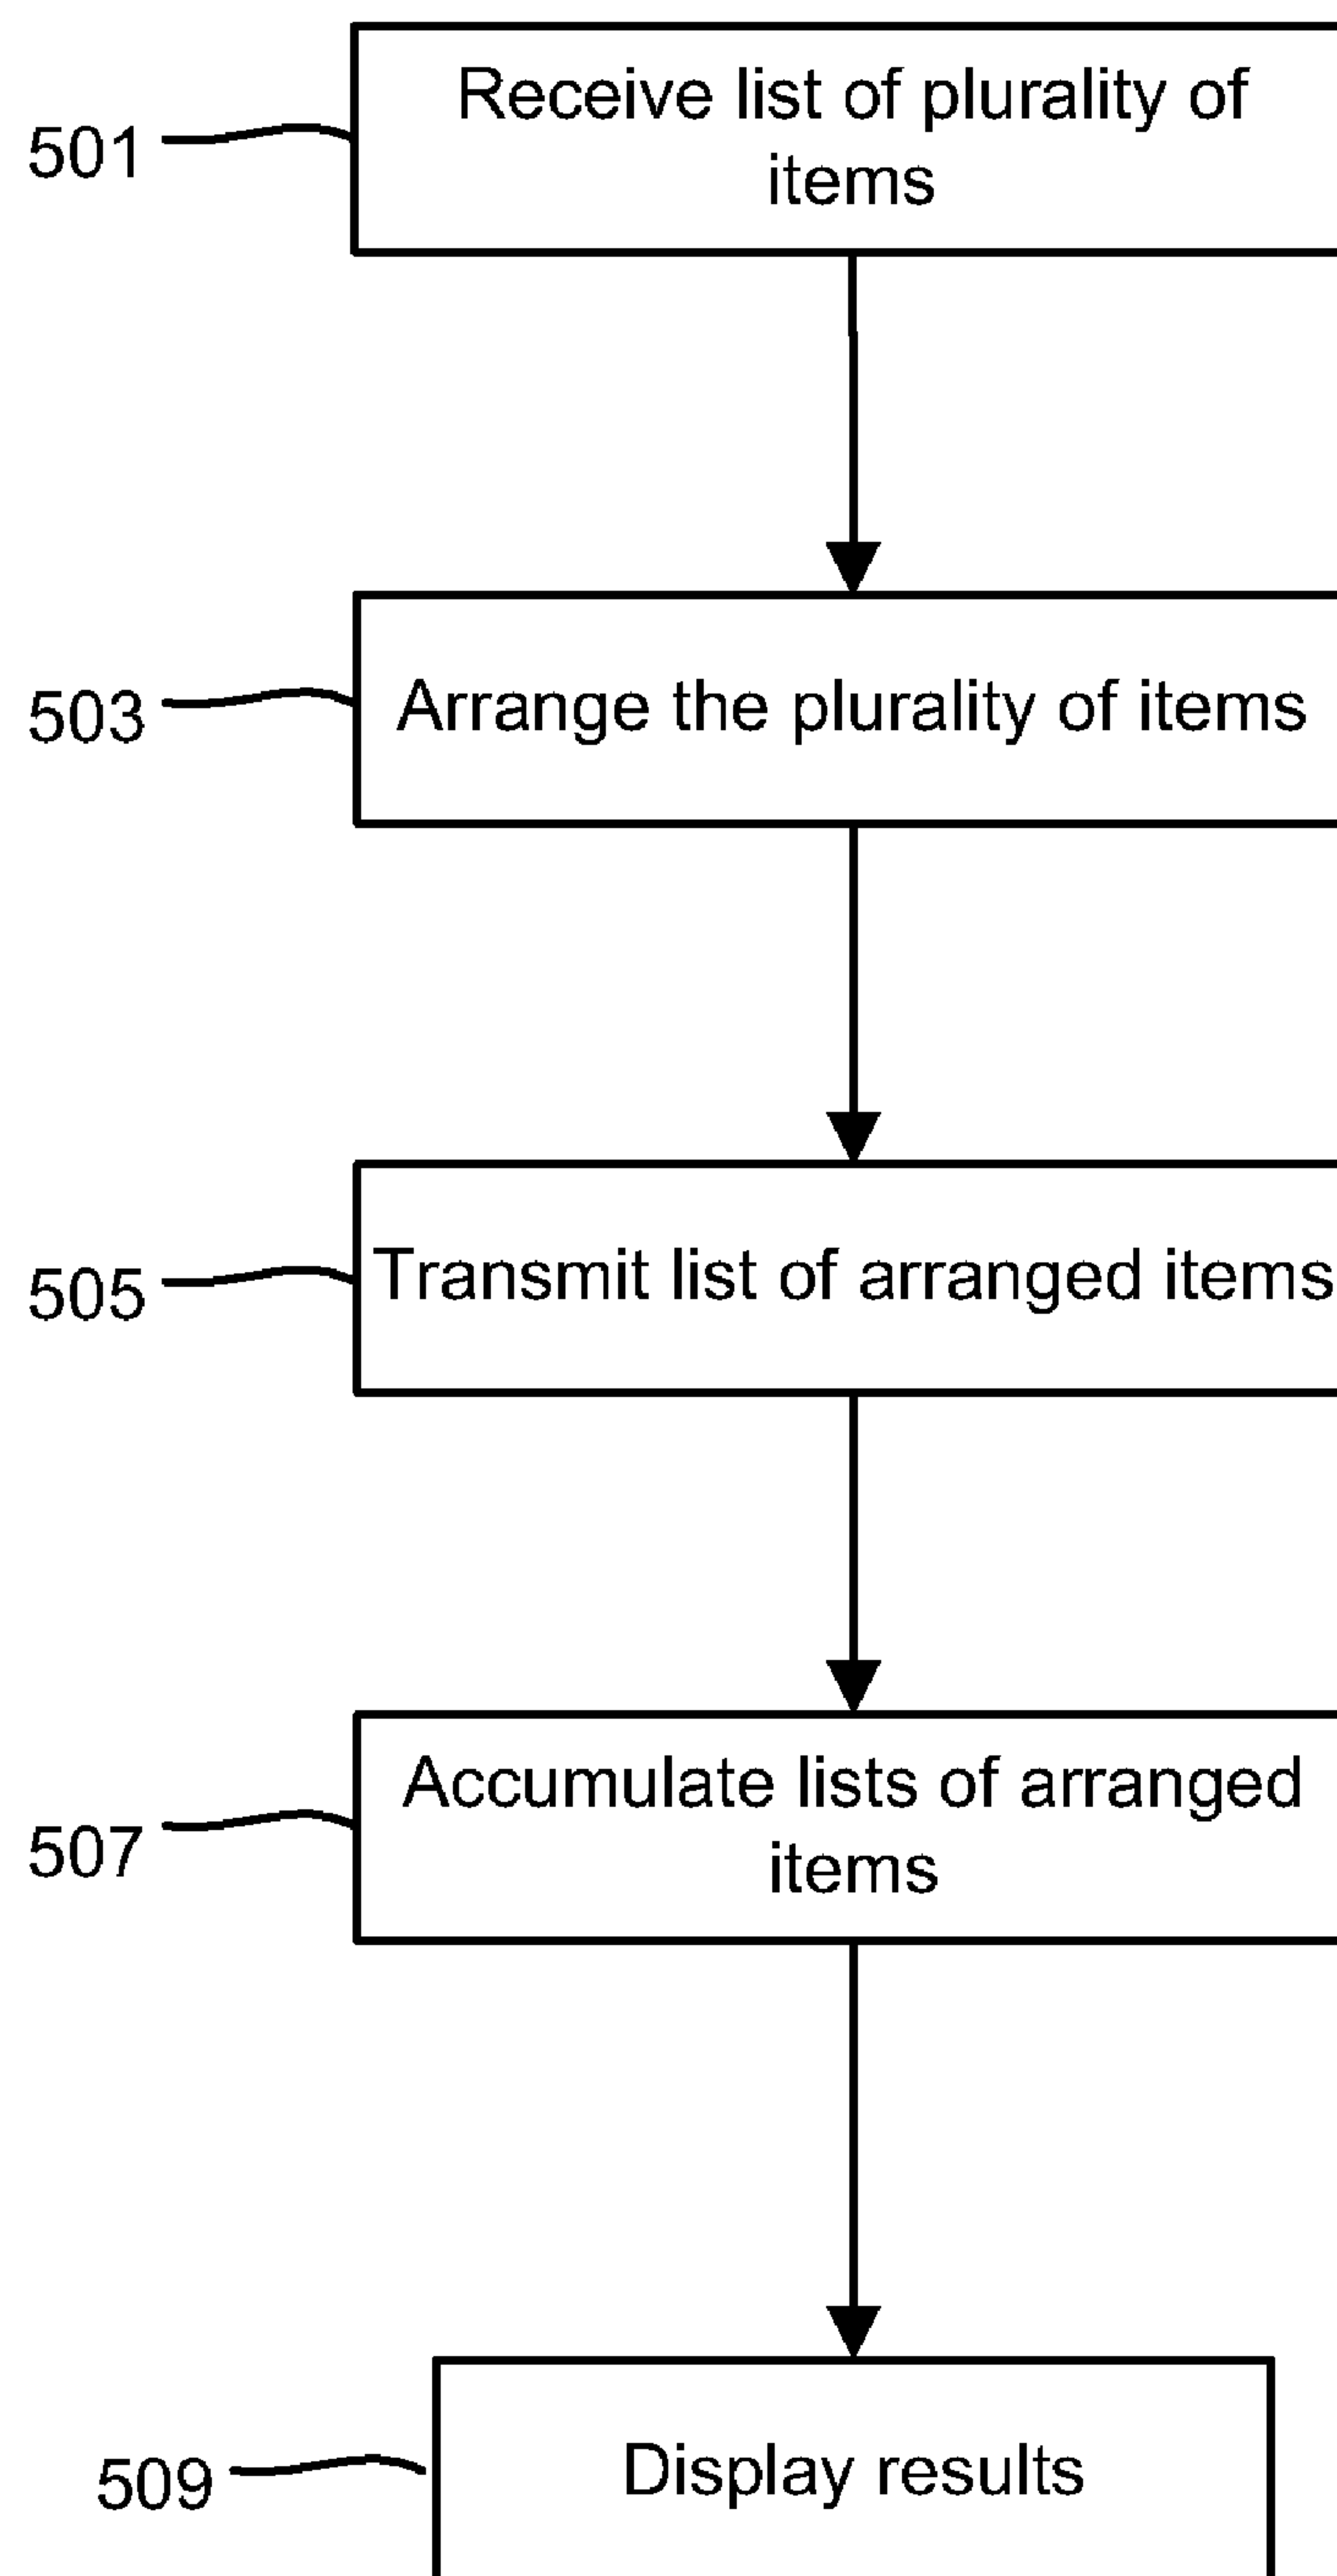 Receive list of plurality of
items
501
Arrange the plurality of items
503
Transmit list of arranged items
505
Accumulate lists of arranged
items
507
Display results
509